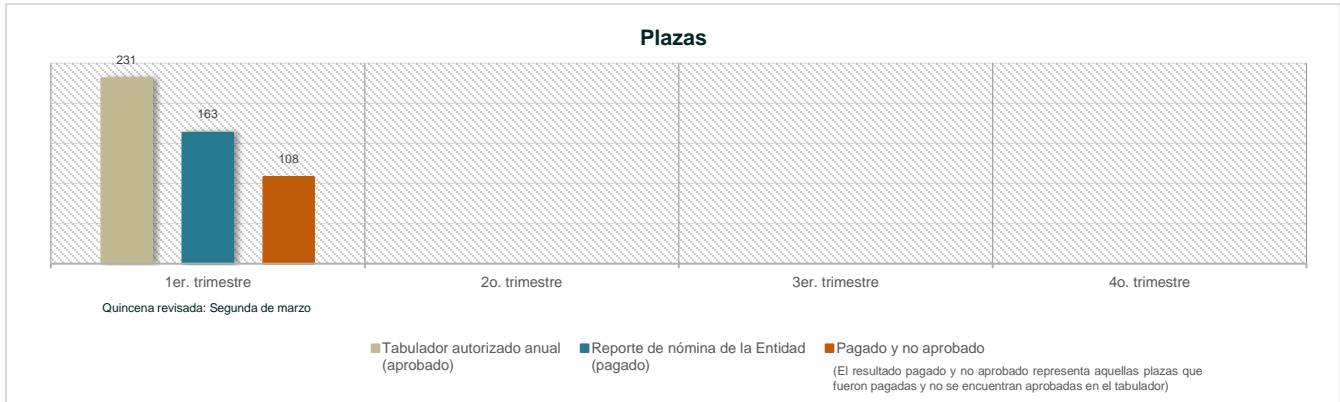 Plazas
231
163
108
1er. trimestre
2o. trimestre
3er. trimestre
4o. trimestre
Quincena revisada: Segunda de marzo
Tabulador autorizado anual
(aprobado)
Reporte de nómina de la Entidad
(pagado)
Pagado y no aprobado
(El resultado pagado y no aprobado representa aquellas plazas que
fueron pagadas y no se encuentran aprobadas en el tabulador)